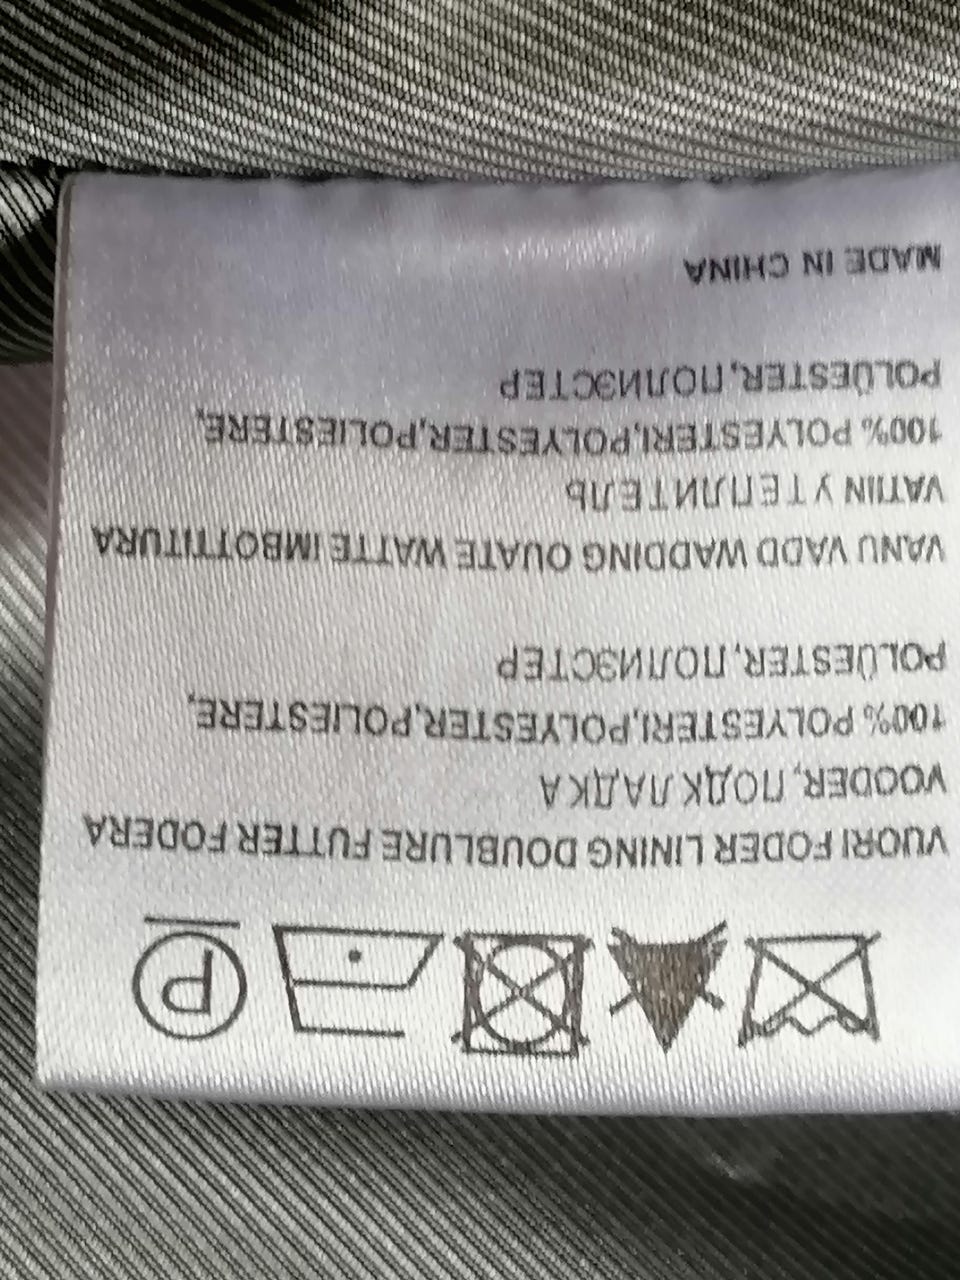 VUORI FODER LINING DOUBLURE FUTTER FODERA
VOODER, ПОДКЛАДКА
100% POLYESTERI,POLYESTER,POLIESTERE,
POLÜESTER,ПОЛИЭСТЕР
VANU VADD WADDING OUATE WATTE IMBOTTITURA
VATIIN УТЕПЛИТЕЛЬ
100% POLYESTERI,POLYESTER,POLIESTERE,
POLÜESTER,ПОЛИЭСТЕР
MADE IN CHINA